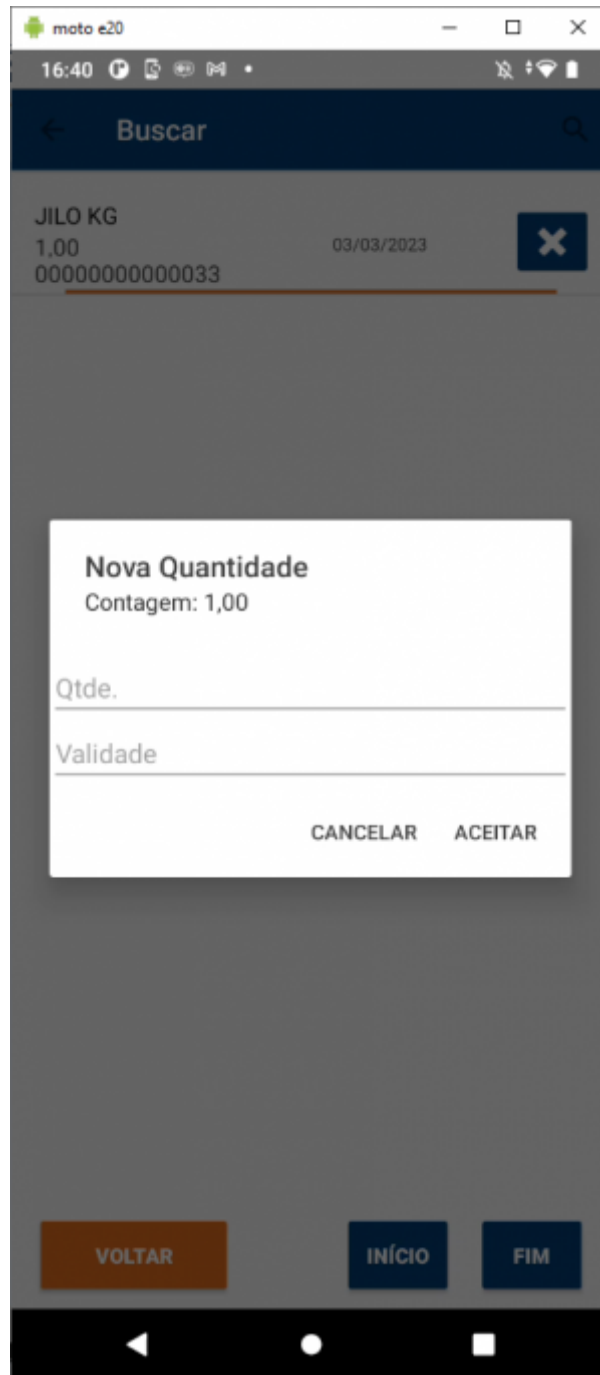 moto e20
16:40
Buscar
JILO KG
1,00
03/03/2023
00000000000033
Nova Quantidade
Contagem: 1,00
Qtde.
Validade
CANCELAR ACEITAR
VOLTAR INÍCIO FIM